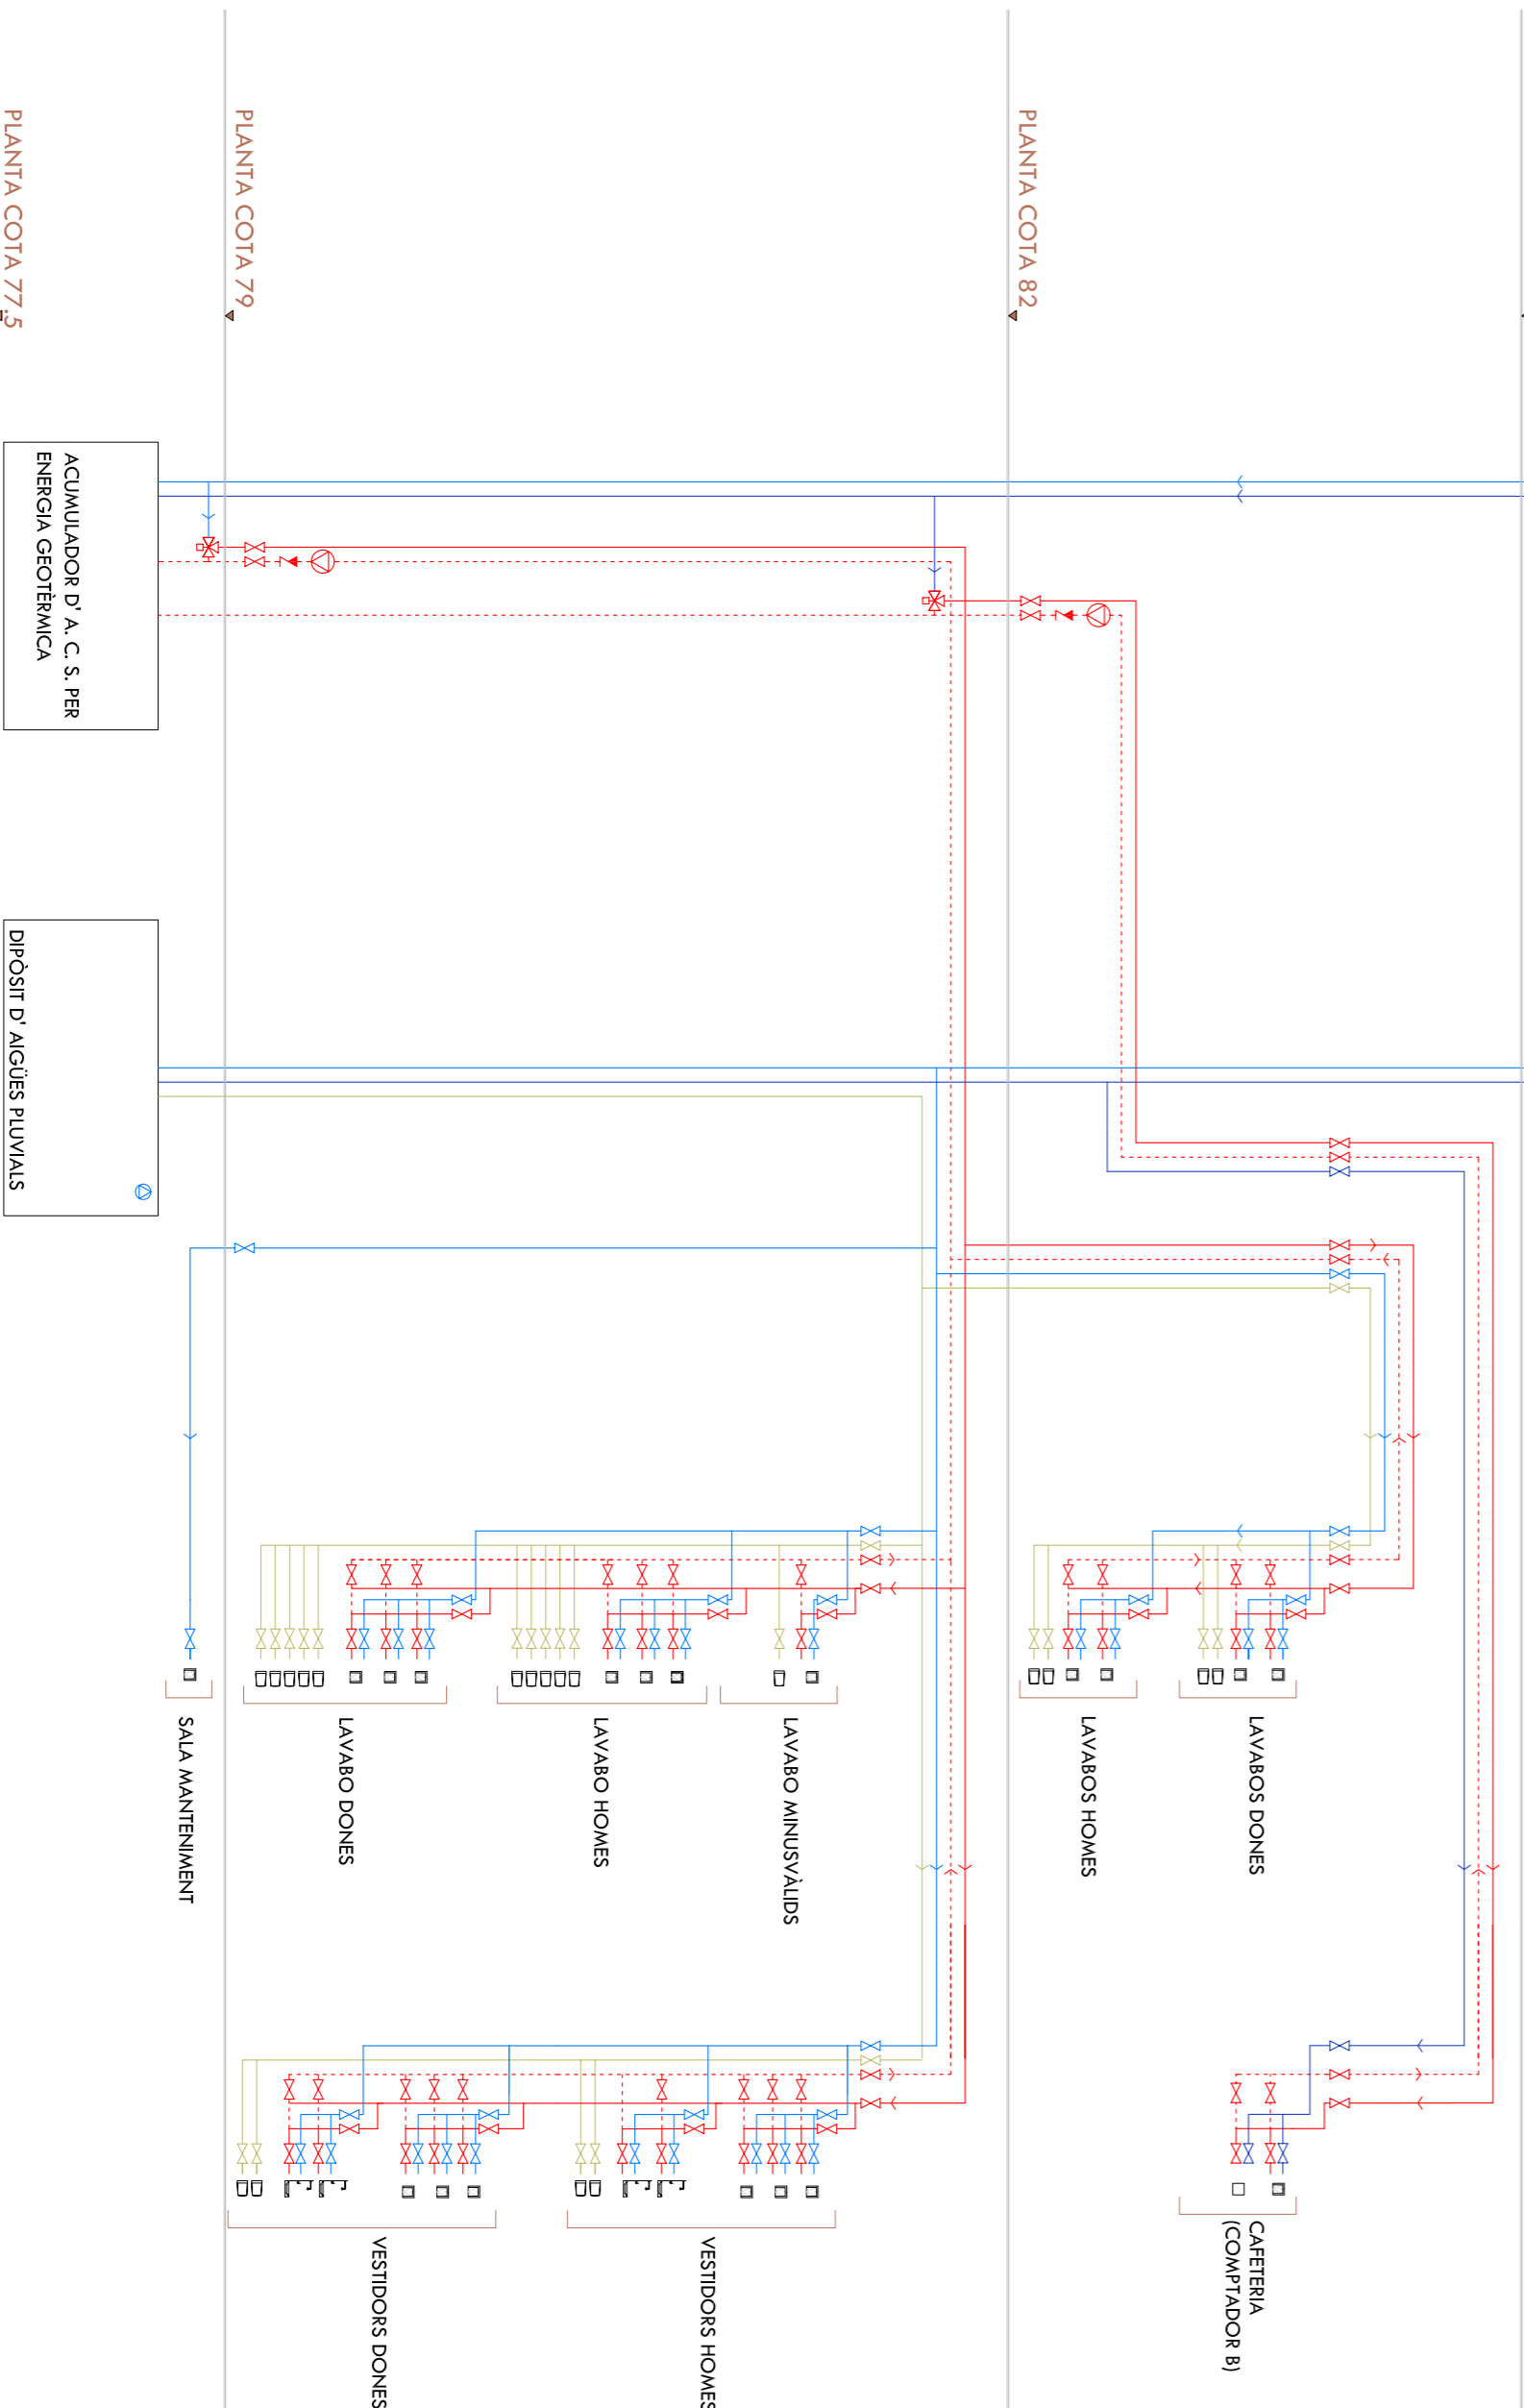 PLANTA COTA 82
LAVABOS DONES
LAVABOS HOMES
CAFETERIA
(COMPTADOR B)
PLANTA COTA 79
LAVABO MINUSVÀLIDS
LAVABO HOMES
LAVABO DONES
VESTIDORS HOMES
VESTIDORS DONES
SALA MANTENIMENT
PLANTA COTA 77.5
ACUMULADOR D' A. C. S. PER
ENERGIA GEOTÈRMICA
DIPÒSIT D' AIGÜES PLUVIALS